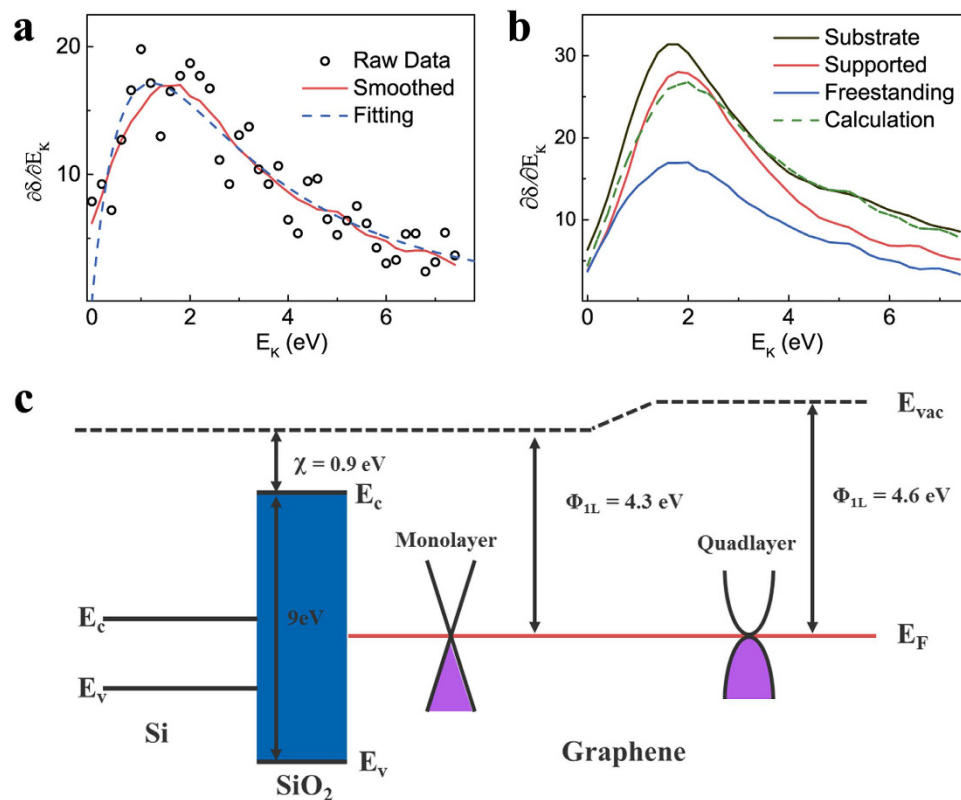 a
20
10
0 2 4 6
∂δ/∂E_K
E_K (eV)
Raw Data
Smoothed
Fitting
b
30
20
10
0 2 4 6
∂δ/∂E_K
E_K (eV)
Substrate
Supported
Freestanding
Calculation
c
E_vac
χ = 0.9 eV
E_c
Φ_1L = 4.3 eV
Φ_1L = 4.6 eV
Monolayer
Quadlayer
E_c
9eV
E_F
E_v
Si
Graphene
E_v
SiO₂